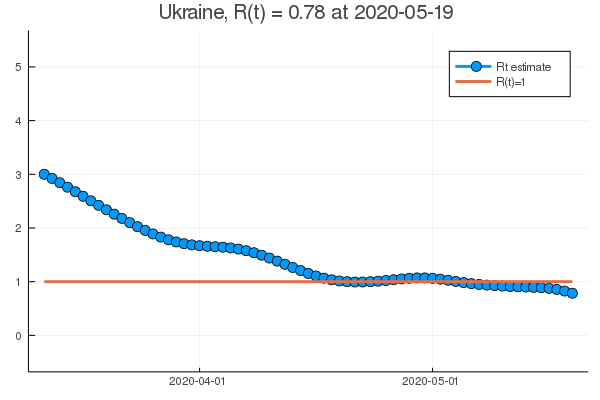 Ukraine, R(t) = 0.78 at 2020-05-19
5
4
3
2
1
0
Rt estimate
R(t)=1
2020-04-01
2020-05-01